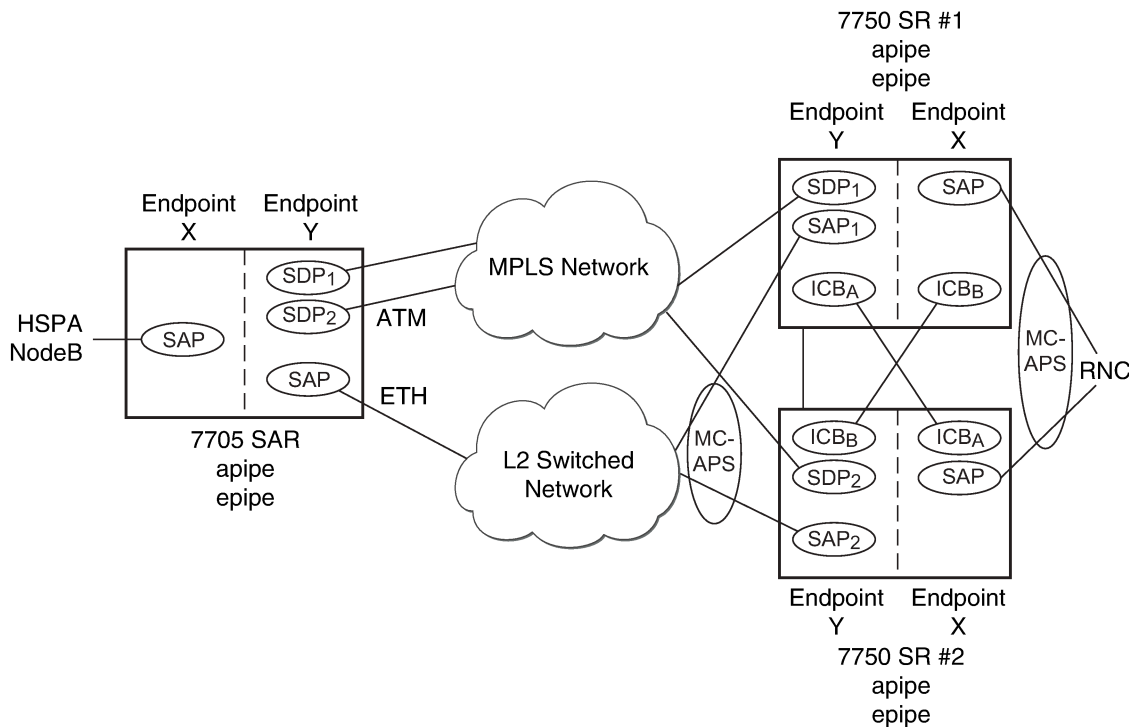 7750 SR #1
apipe
epipe
Endpoint
Y
Endpoint
X
SDP1
SAP
SAP1
ICBA
ICBB
Endpoint
X
Endpoint
Y
SDP1
SDP2
SAP
SAP
HSPA
NodeB
ATM
ETH
7705 SAR
apipe
epipe
MPLS Network
L2 Switched
Network
MC-
APS
MC-
APS
RNC
ICBB
ICBA
SDP2
SAP
SAP2
Endpoint
Y
Endpoint
X
7750 SR #2
apipe
epipe